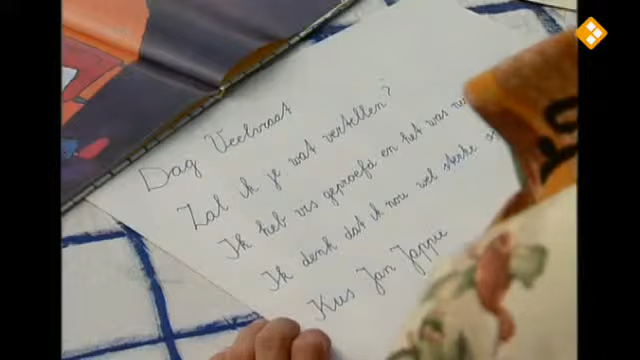 Dag Veelvraat
Zal ik je wat vertellen?
Ik heb vis geproefd en het was
Ik denk dat ik nou wel sterke
Kus Jan Jappie